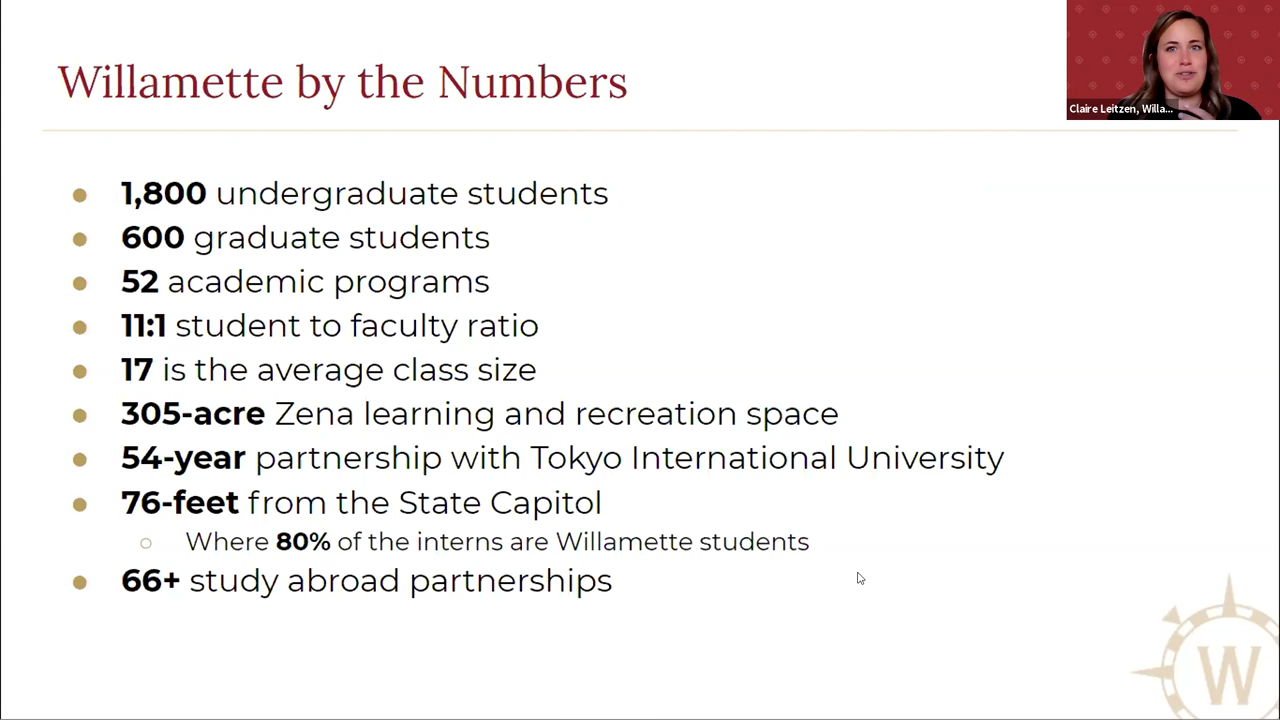 Willamette by the Numbers
Claire Leitzen, Willa...
1,800 undergraduate students
600 graduate students
52 academic programs
11:1 student to faculty ratio
17 is the average class size
305-acre Zena learning and recreation space
54-year partnership with Tokyo International University
76-feet from the State Capitol
Where 80% of the interns are Willamette students
66+ study abroad partnerships
W